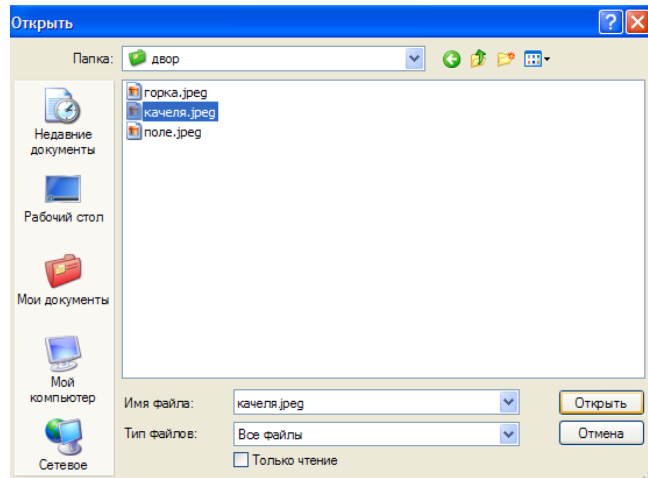 Открыть
Папка: двор
горка.jpeg
качеля.jpeg
поле.jpeg
Недавние
документы
Рабочий стол
Мои документы
Мой
компьютер
Сетевое
Имя файла: качеля.jpeg Открыть
Тип файлов: Все файлы Отмена
Только чтение